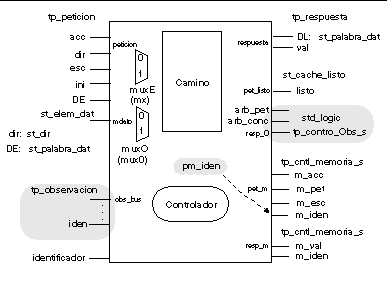 tp_peticion
acc
dir
esc
ini
DE
st_elem_dat
dir: st_dir
DE: st_palabra_dat
tp_observacion
iden
identificador
peticion
0
1
muxE
(mx)
mdato
0
1
muxO
(mux0)
obs_bus
Camino
pm_iden
Controlador
respuesta
pet_listo
arb_pet
arb_conc
resp_O
pet_m
resp_m
tp_respuesta
DL: st_palabra_dat
val
st_cache_listo
listo
std_logic
tp_contro_Obs_s
tp_cntl_memoria_s
m_acc
m_pet
m_esc
m_iden
tp_cntl_memoria_s
m_val
m_iden